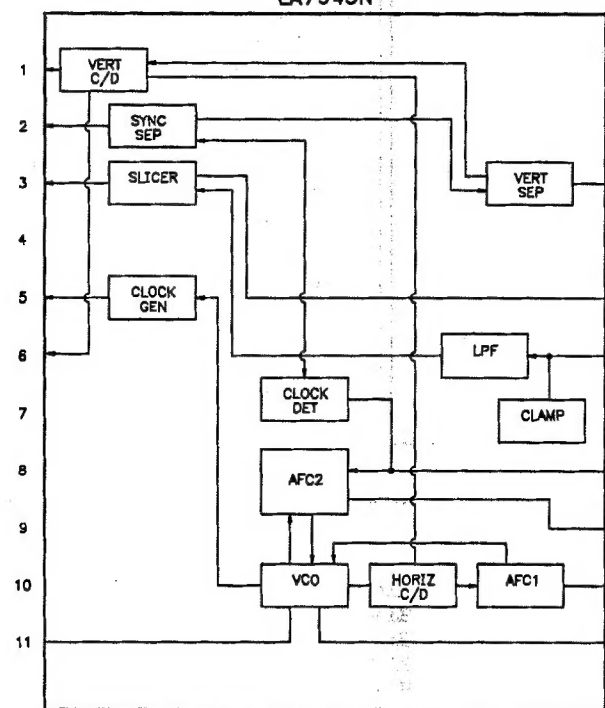 1
VERT
C/D
2
SYNC
SEP
3
SLICER
VERT
SEP
4
5
CLOCK
GEN
6
LPF
7
CLOCK
DET
CLAMP
8
AFC2
9
10
VCO
HORIZ
C/D
AFC1
11